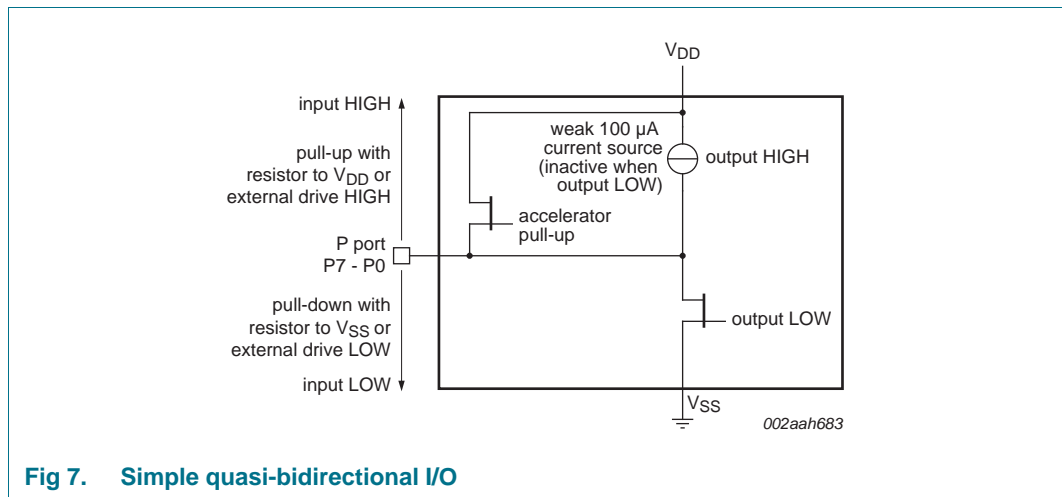 VDD
input HIGH
pull-up with
resistor to VDD or
external drive HIGH
weak 100 µA
current source
(inactive when
output LOW)
output HIGH
accelerator
pull-up
P port
P7 - P0
pull-down with
resistor to VSS or
external drive LOW
input LOW
output LOW
VSS
002aah683
Fig 7. Simple quasi-bidirectional I/O